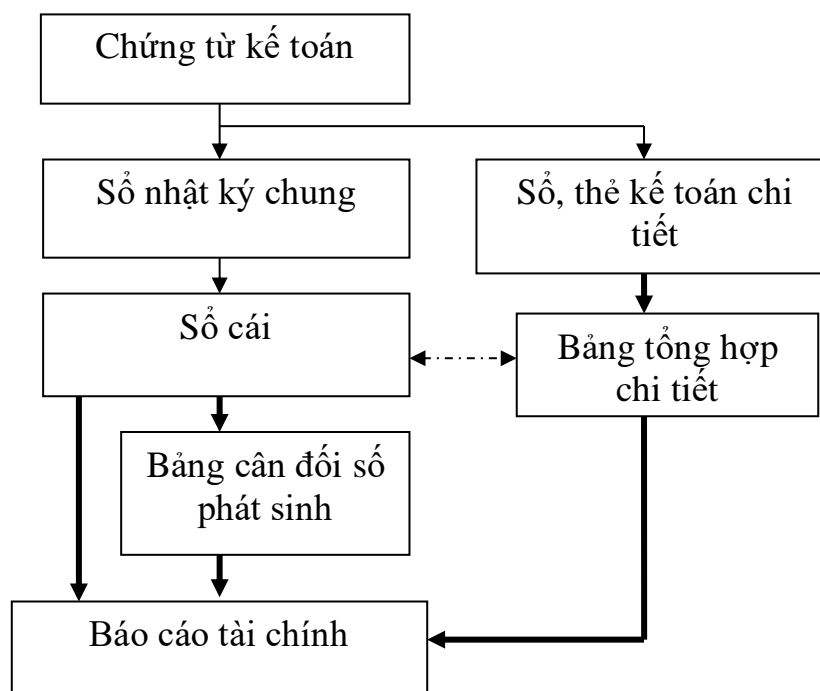 Chứng từ kế toán
Sổ nhật ký chung
Sổ, thẻ kế toán chi
tiết
Sổ cái
Bảng tổng hợp
chi tiết
Bảng cân đối số
phát sinh
Báo cáo tài chính